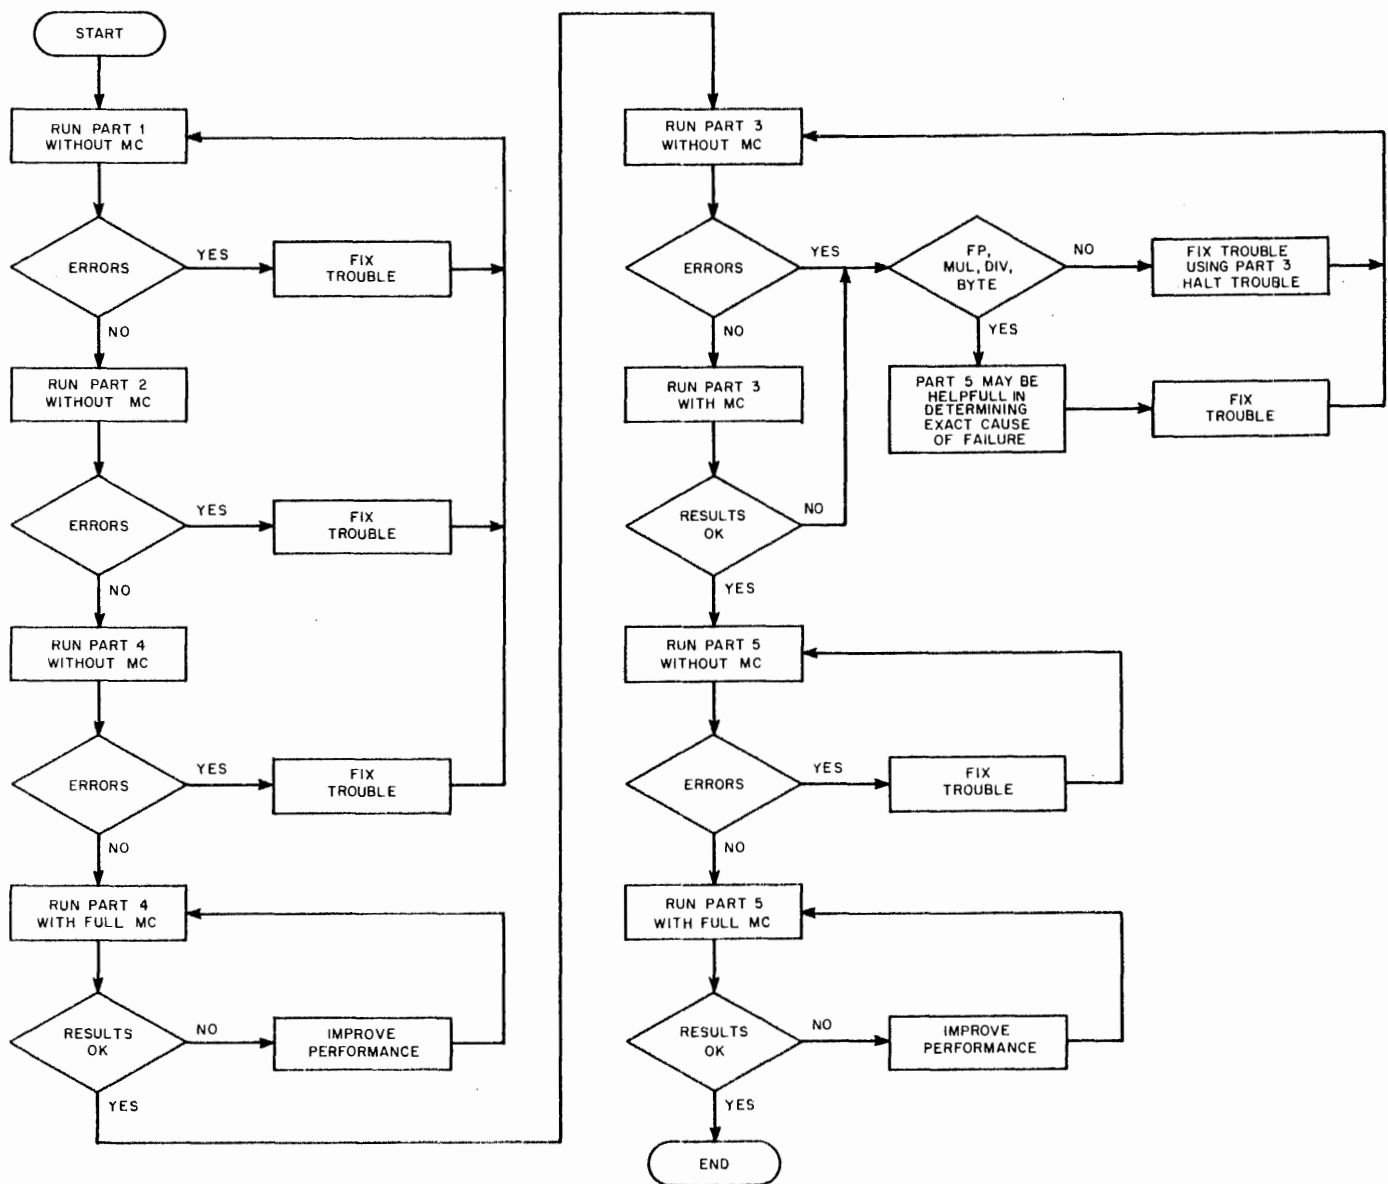 START
RUN PART 1
WITHOUT MC
ERRORS
YES
FIX
TROUBLE
NO
RUN PART 2
WITHOUT MC
ERRORS
YES
FIX
TROUBLE
NO
RUN PART 4
WITHOUT MC
ERRORS
YES
FIX
TROUBLE
NO
RUN PART 4
WITH FULL MC
RESULTS
OK
NO
IMPROVE
PERFORMANCE
YES
RUN PART 3
WITHOUT MC
ERRORS
YES
FP,
MUL, DIV,
BYTE
NO
FIX TROUBLE
USING PART 3
HALT TROUBLE
YES
PART 5 MAY BE
HELPFULL IN
DETERMINING
EXACT CAUSE
OF FAILURE
FIX
TROUBLE
NO
RUN PART 3
WITH MC
RESULTS
OK
NO
YES
RUN PART 5
WITHOUT MC
ERRORS
YES
FIX
TROUBLE
NO
RUN PART 5
WITH FULL MC
RESULTS
OK
NO
IMPROVE
PERFORMANCE
YES
END